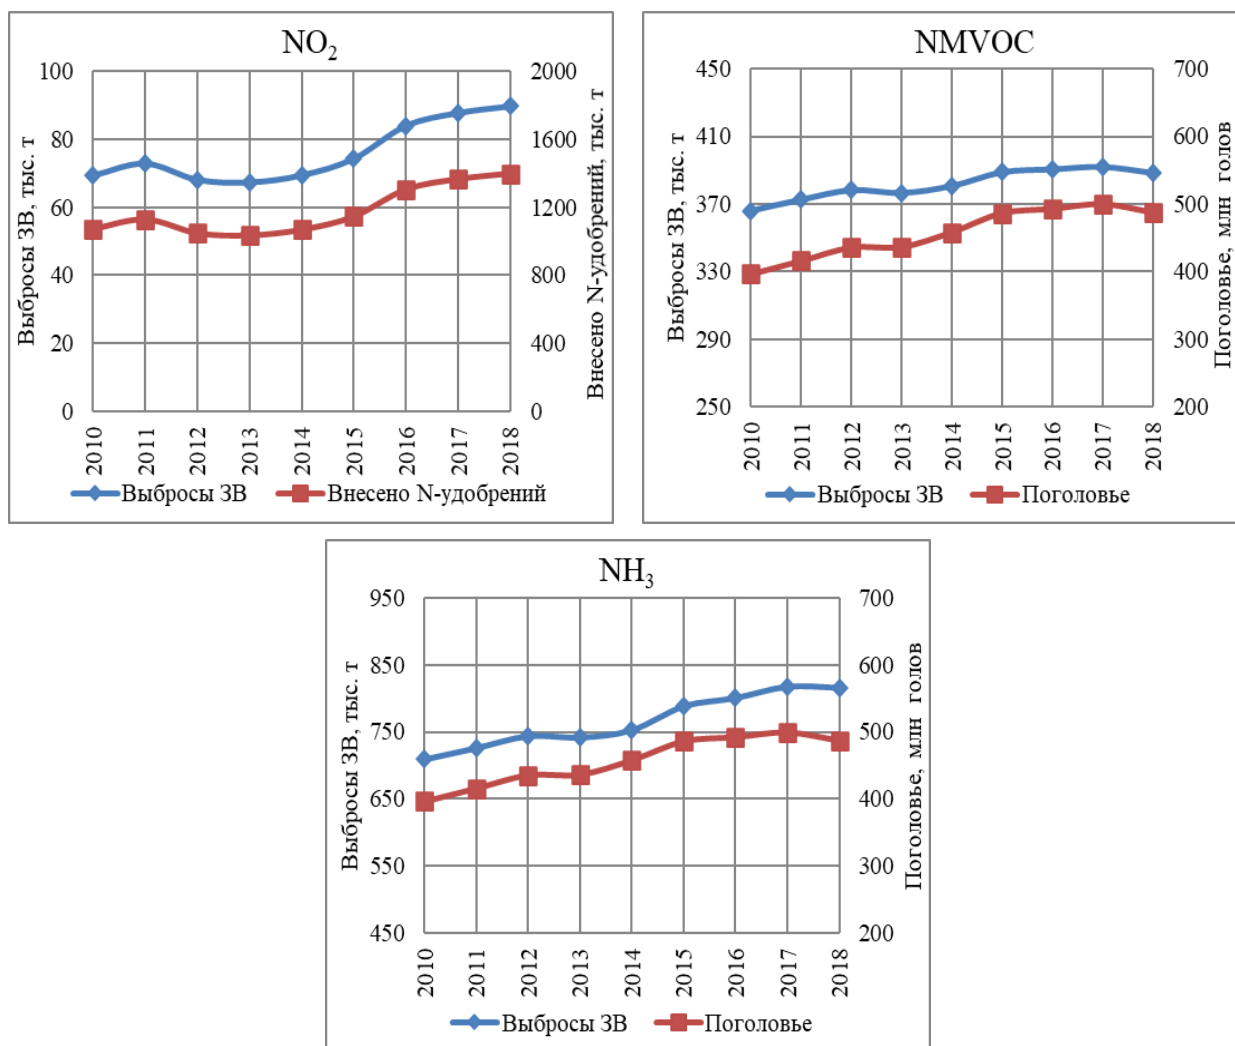 NO₂
Выбросы ЗВ, тыс. т
100
80
60
40
20
0
2000
1600
1200
800
400
0
Внесено N-удобрений, тыс. т
2010 2011 2012 2013 2014 2015 2016 2017 2018
Выбросы ЗВ Внесено N-удобрений
NMVOC
Выбросы ЗВ, тыс. т
450
410
370
330
290
250
700
600
500
400
300
200
Поголовье, млн голов
2010 2011 2012 2013 2014 2015 2016 2017 2018
Выбросы ЗВ Поголовье
NH₃
Выбросы ЗВ, тыс. т
950
850
750
650
550
450
700
600
500
400
300
200
Поголовье, млн голов
2010 2011 2012 2013 2014 2015 2016 2017 2018
Выбросы ЗВ Поголовье